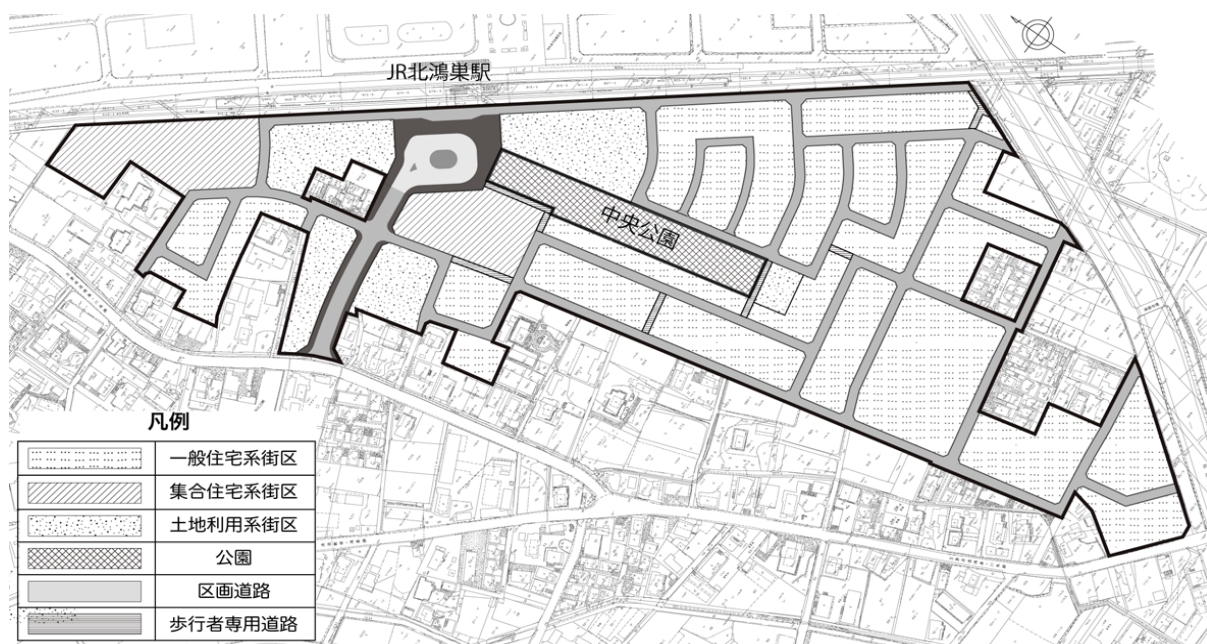 JR北鴻巣駅
中央公園
凡例
一般住宅系街区
集合住宅系街区
土地利用系街区
公園
区画道路
歩行者専用道路